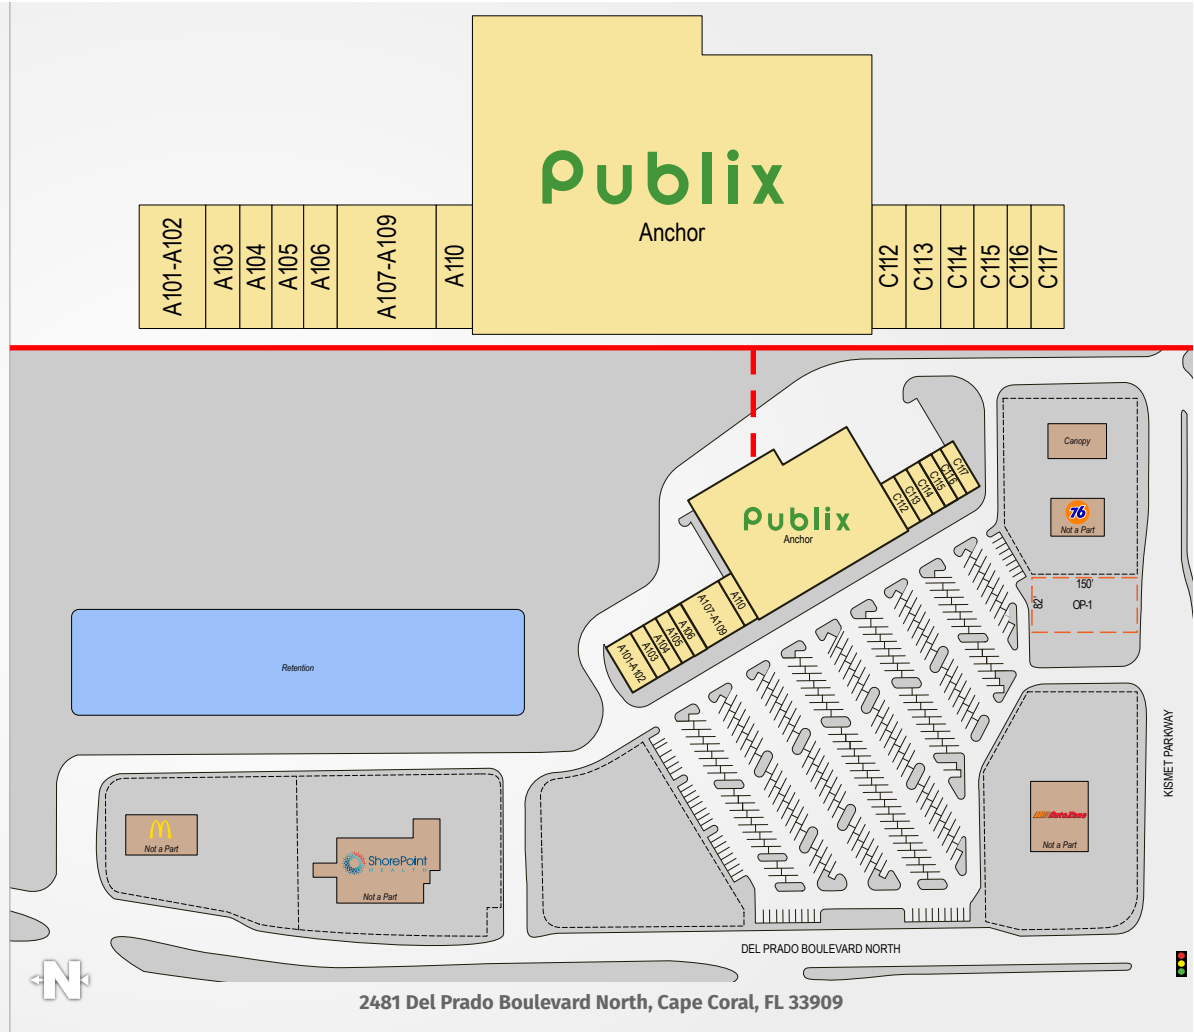 Publix
Anchor
A101-A102
A103
A104
A105
A106
A107-A109
A110
C112
C113
C114
C115
C116
C117
Canopy
76
Not a Part
150'
82'
OP-1
Publix
Anchor
C112
C113
C114
C115
C116
C117
A101-A102
A103
A104
A105
A106
A107-A109
A110
Retention
KISMET PARKWAY
AutoZone
Not a Part
Not a Part
ShorePoint
HEALTH
Not a Part
DEL PRADO BOULEVARD NORTH
N
2481 Del Prado Boulevard North, Cape Coral, FL 33909